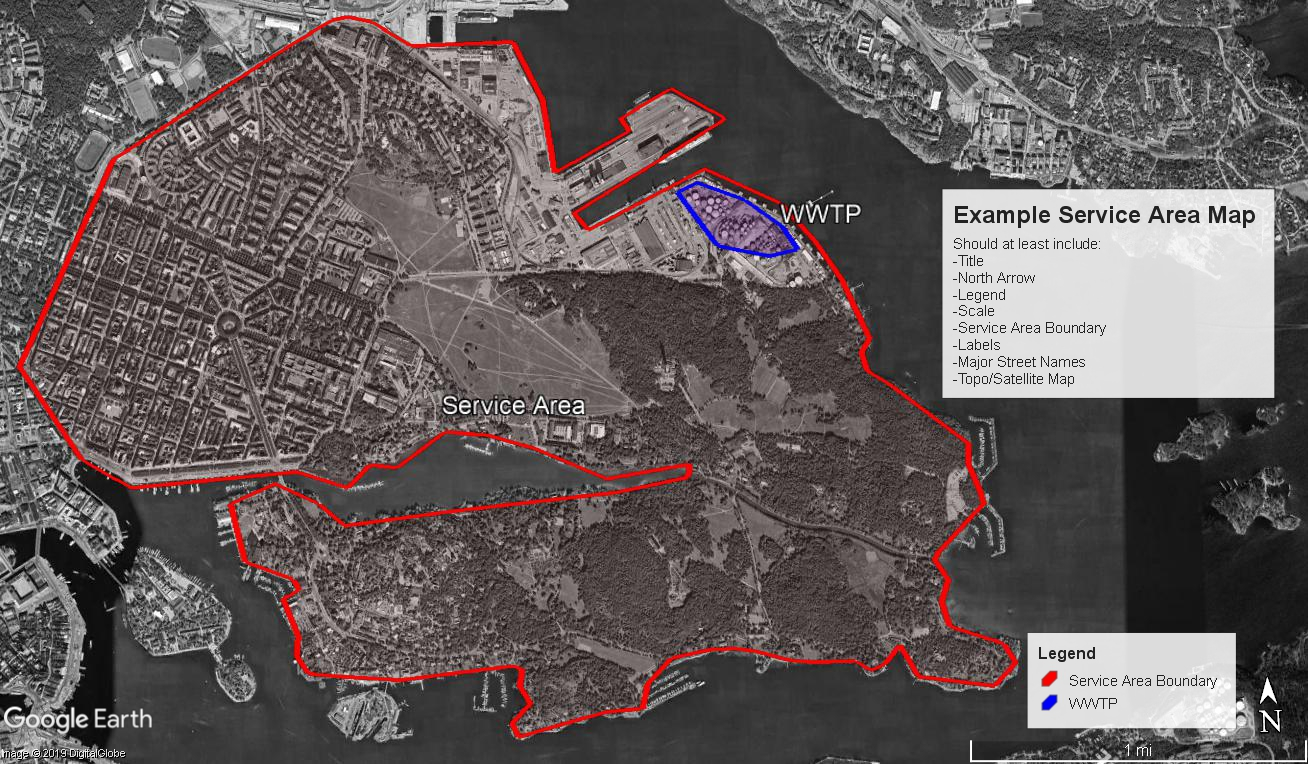 WWTP
Example Service Area Map
Should at least include:
-Title
-North Arrow
-Legend
-Scale
-Service Area Boundary
-Labels
-Major Street Names
-Topo/Satellite Map
Service Area
Legend
Service Area Boundary
WWTP
Google Earth
N
mage © 2019 DigitalGlobe
1 mi